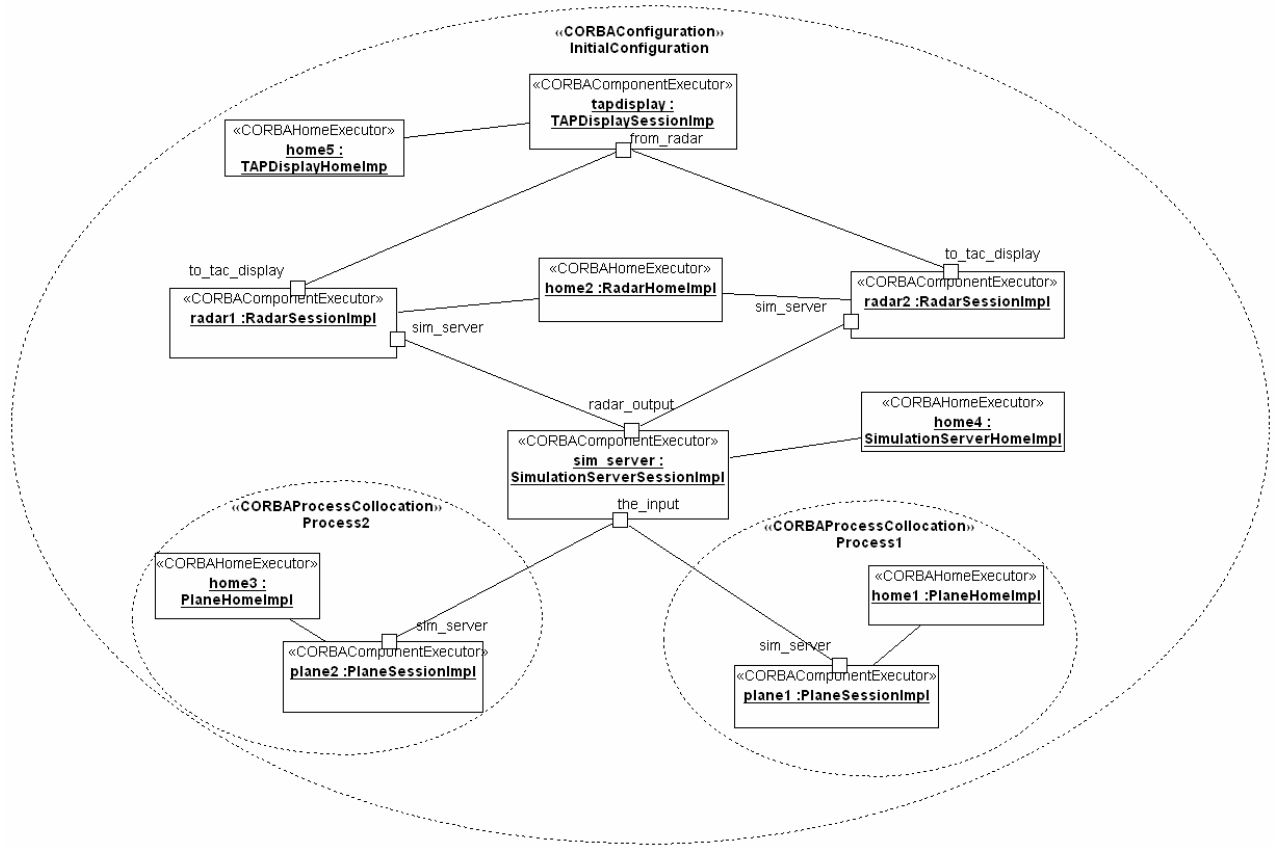 «CORBAConfiguration»
InitialConfiguration
«CORBAComponentExecutor»
tapdisplay :
TAPDisplaySessionImp
from_radar
«CORBAHomeExecutor»
home5 :
TAPDisplayHomeImp
to_tac_display
to_tac_display
«CORBAHomeExecutor»
home2 :RadarHomeImpl
«CORBAComponentExecutor»
radar1 :RadarSessionImpl
sim_server
«CORBAComponentExecutor»
radar2 :RadarSessionImpl
sim_server
radar_output
«CORBAHomeExecutor»
home4 :
SimulationServerHomeImpl
«CORBAComponentExecutor»
sim_server :
SimulationServerSessionImpl
the_input
«CORBAProcessCollocation»
Process2
«CORBAProcessCollocation»
Process1
«CORBAHomeExecutor»
home3 :
PlaneHomeImpl
«CORBAHomeExecutor»
home1 :PlaneHomeImpl
sim_server
«CORBAComponentExecutor»
plane2 :PlaneSessionImpl
sim_server
«CORBAComponentExecutor»
plane1 :PlaneSessionImpl